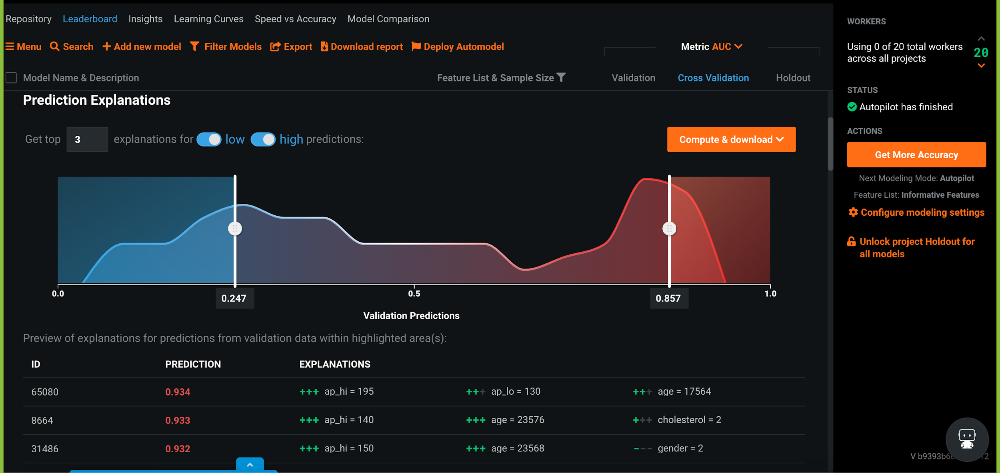 Repository Leaderboard Insights Learning Curves Speed vs Accuracy Model Comparison
Menu Search Add new model Filter Models Export Download report Deploy Automodel
Metric AUC
Model Name & Description Feature List & Sample Size Validation Cross Validation Holdout
Prediction Explanations
Get top 3 explanations for low high predictions:
Compute & download
0.0 0.5 1.0
0.247 0.857
Validation Predictions
Preview of explanations for predictions from validation data within highlighted area(s):
ID PREDICTION EXPLANATIONS
65080 0.934 +++ ap_hi = 195 +++ ap_lo = 130 +++ age = 17564
8664 0.933 +++ ap_hi = 140 +++ age = 23576 +++ cholesterol = 2
31486 0.932 +++ ap_hi = 150 +++ age = 23568 --- gender = 2
WORKERS
Using 0 of 20 total workers
across all projects
20
STATUS
Autopilot has finished
ACTIONS
Get More Accuracy
Next Modeling Mode: Autopilot
Feature List: Informative Features
Configure modeling settings
Unlock project Holdout for
all models
V b9393b6